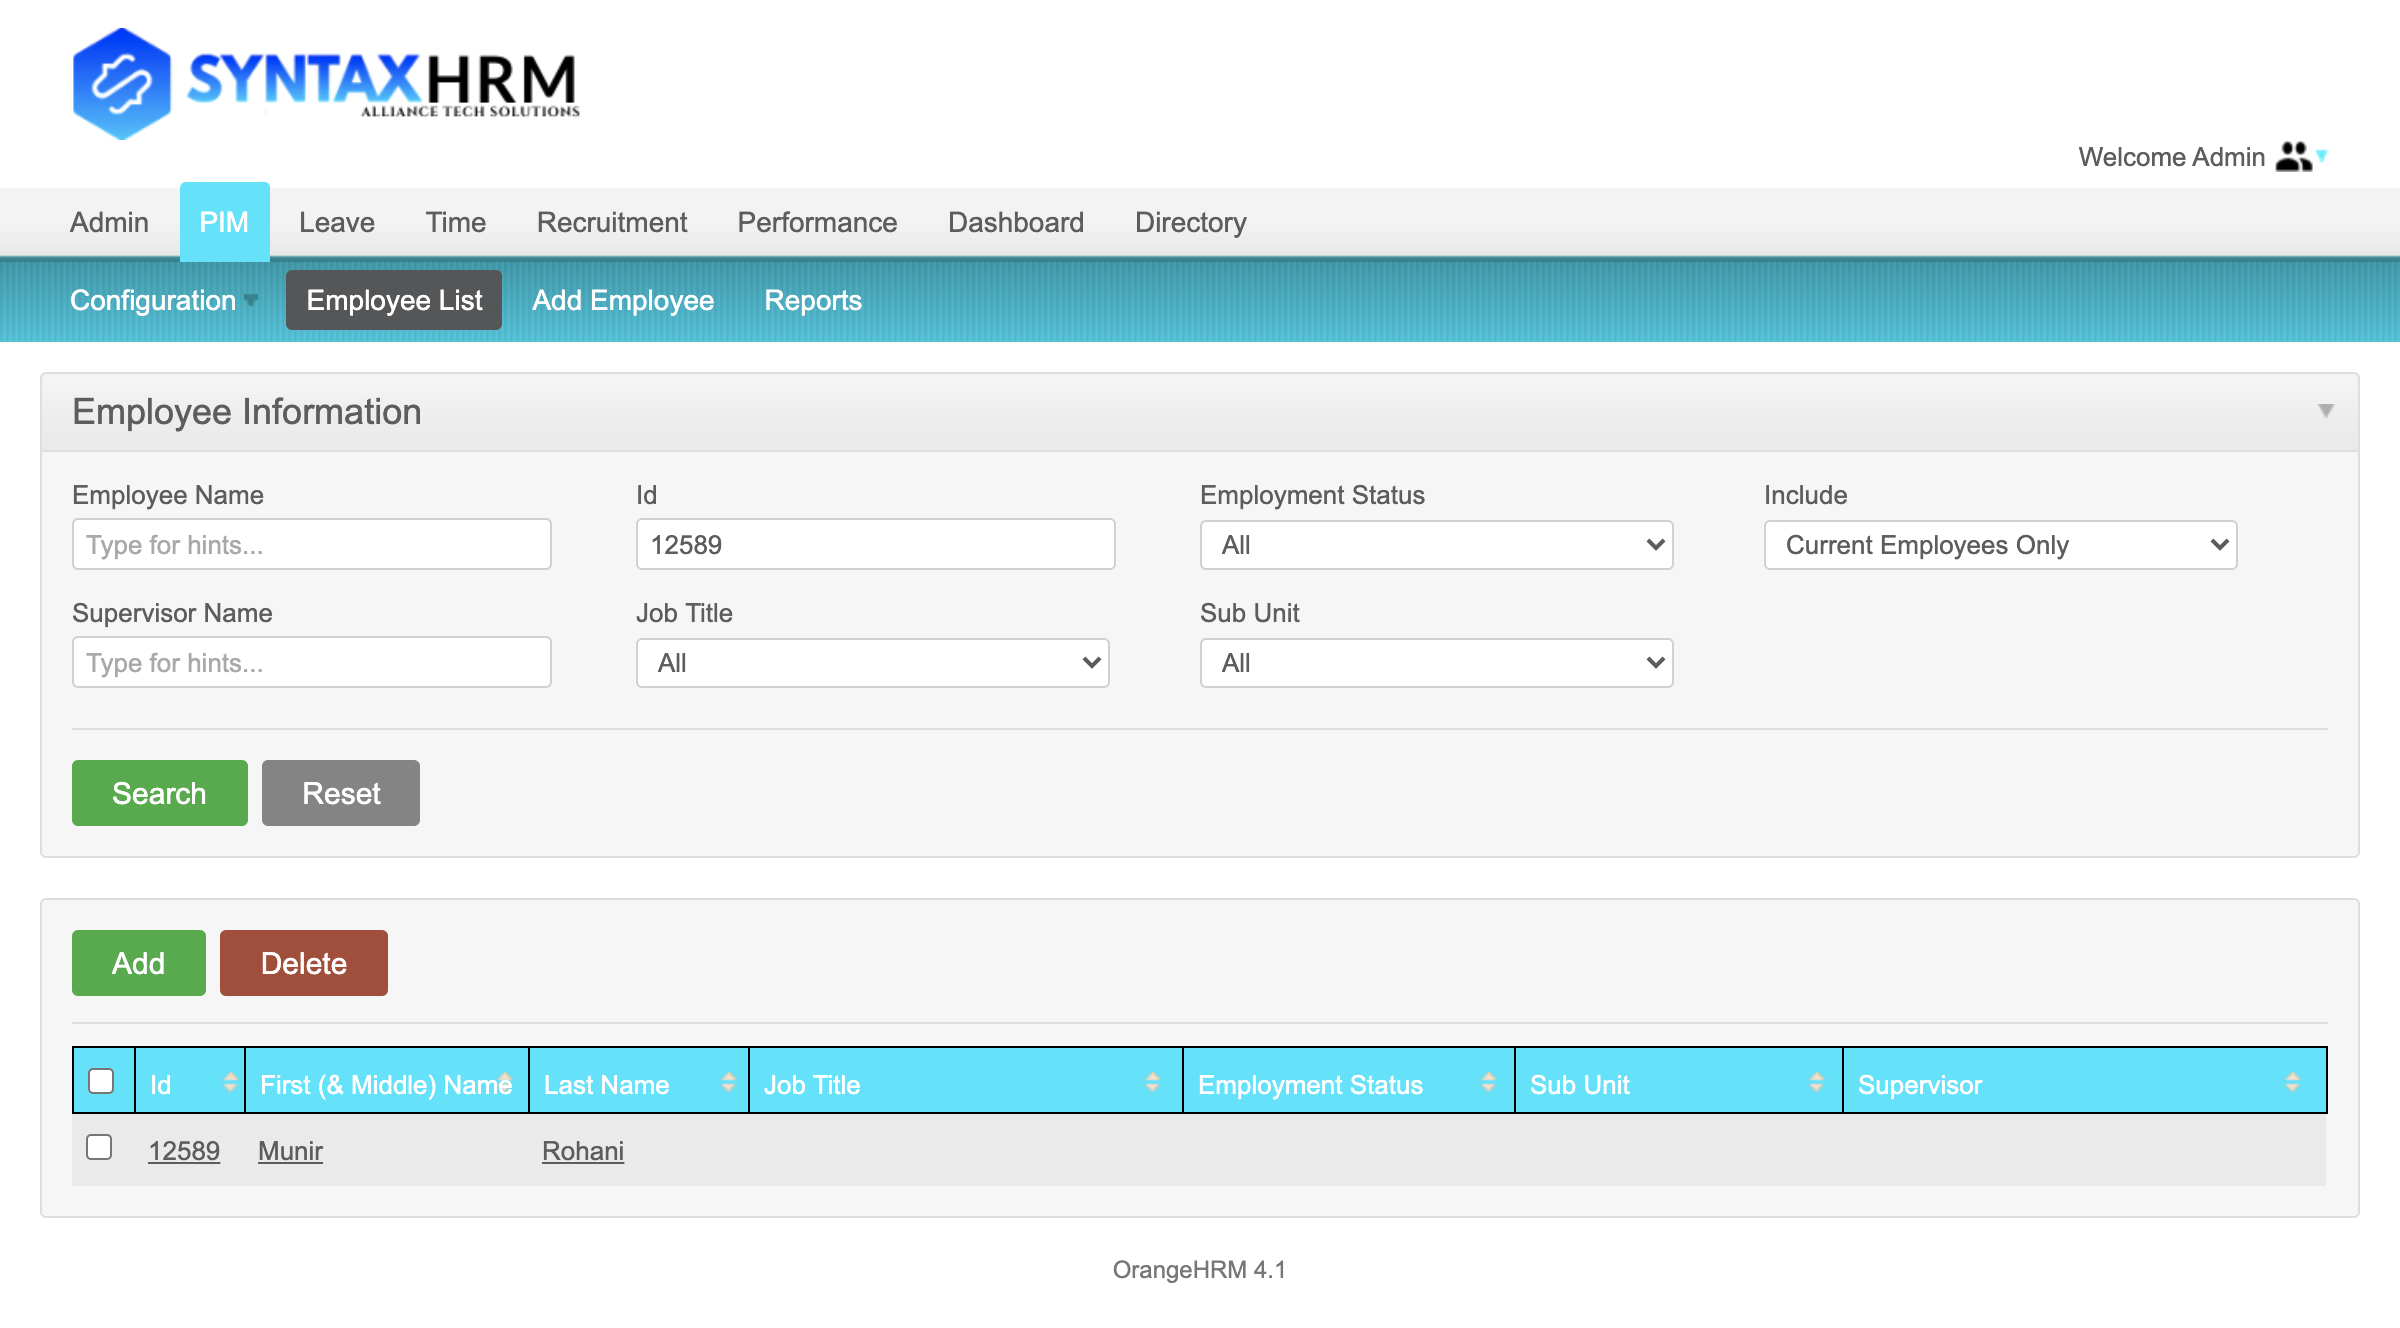 SYNTAXHRM
ALLIANCE TECH SOLUTIONS
Welcome Admin
Admin PIM Leave Time Recruitment Performance Dashboard Directory
Configuration Employee List Add Employee Reports
Employee Information
Employee Name Id Employment Status Include
Type for hints... 12589 All Current Employees Only
Supervisor Name Job Title Sub Unit
Type for hints... All All
Search Reset
Add Delete
Id First (& Middle) Name Last Name Job Title Employment Status Sub Unit Supervisor
12589 Munir Rohani
OrangeHRM 4.1